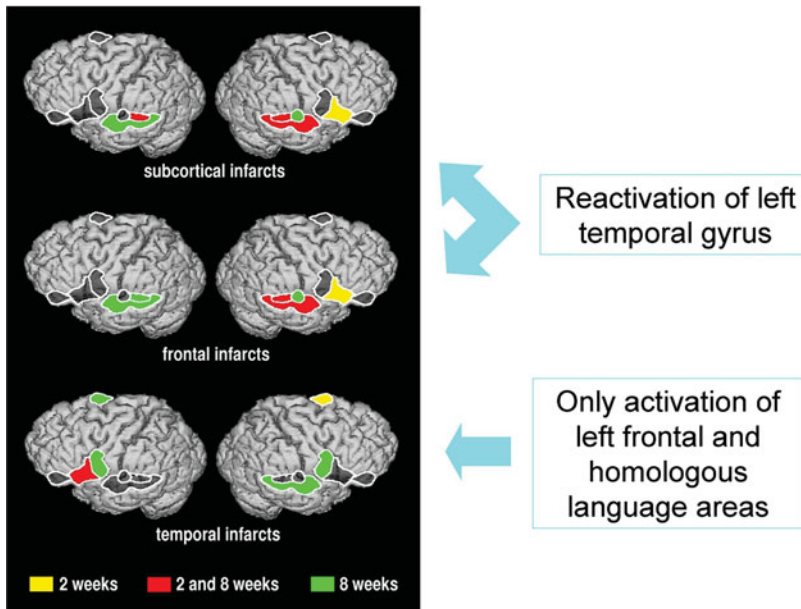 subcortical infarcts
Reactivation of left
temporal gyrus
frontal infarcts
Only activation of
left frontal and
homologous
language areas
temporal infarcts
2 weeks 2 and 8 weeks 8 weeks